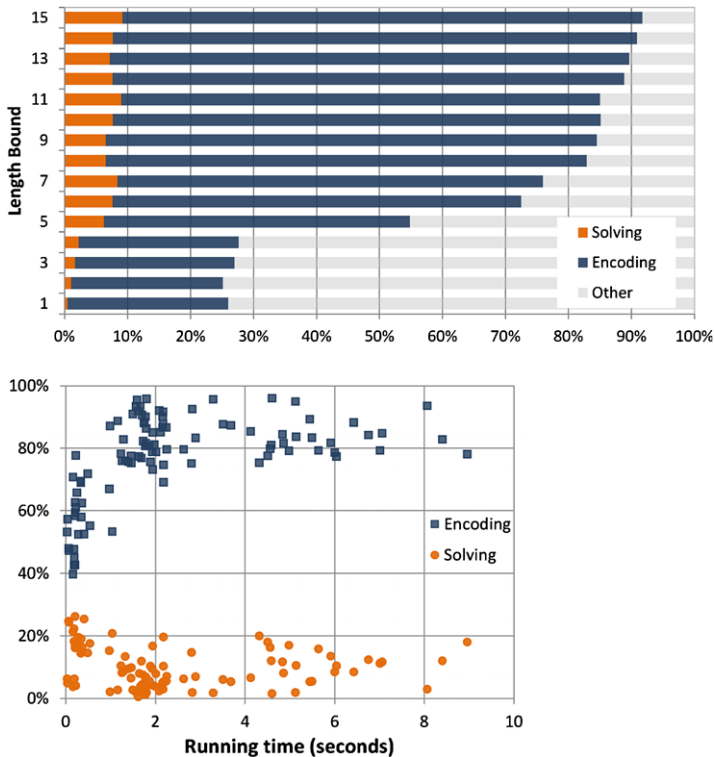 15
13
11
9
7
5
3
1
Length Bound
Solving
Encoding
Other
0% 10% 20% 30% 40% 50% 60% 70% 80% 90% 100%
100%
80%
60%
40%
20%
0%
Encoding
Solving
0 2 4 6 8 10
Running time (seconds)